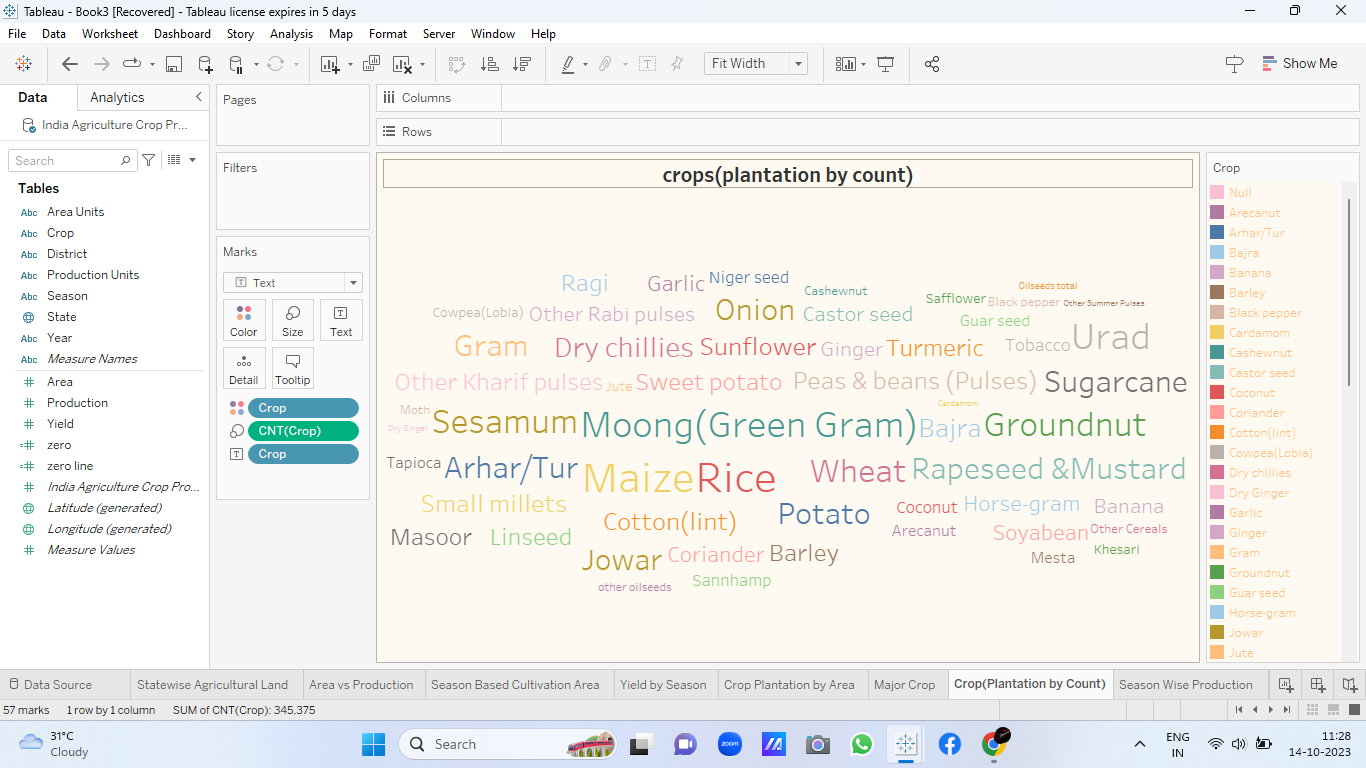 Tableau - Book3 [Recovered] - Tableau license expires in 5 days
File Data Worksheet Dashboard Story Analysis Map Format Server Window Help
Fit Width
Show Me
Data Analytics
India Agriculture Crop Pr...
Search
Tables
Abc Area Units
Abc Crop
Abc District
Abc Production Units
Abc Season
State
Abc Year
Abc Measure Names
Area
Production
Yield
zero
zero line
India Agriculture Crop Pro...
Latitude (generated)
Longitude (generated)
Measure Values
Pages
Filters
Marks
Text
Color Size Text
Detail Tooltip
Crop
CNT(Crop)
Crop
Columns
Rows
crops(plantation by count)
Ragi Garlic Niger seed Cashewnut Oilseeds total
Safflower Black pepper Other Summer Pulses
Cowpea(Lobia) Other Rabi pulses Onion Castor seed Guar seed
Gram Dry chillies Sunflower Ginger Turmeric Tobacco Urad
Other Kharif pulses Jute Sweet potato Peas & beans (Pulses) Sugarcane
Moth Cardamom
Dry Ginger Sesamum Moong(Green Gram) Bajra Groundnut
Tapioca Arhar/Tur Maize Rice Wheat Rapeseed &Mustard
Small millets Cotton(lint) Potato Coconut Horse-gram Banana
Masoor Linseed Arecanut Soyabean Other Cereals
Jowar Coriander Barley Mesta Khesari
other oilseeds Sannhamp
Crop
Null
Arecanut
Arhar/Tur
Bajra
Banana
Barley
Black pepper
Cardamom
Cashewnut
Castor seed
Coconut
Coriander
Cotton(lint)
Cowpea(Lobia)
Dry chillies
Dry Ginger
Garlic
Ginger
Gram
Groundnut
Guar seed
Horse-gram
Jowar
Jute
Data Source Statewise Agricultural Land Area vs Production Season Based Cultivation Area Yield by Season Crop Plantation by Area Major Crop Crop(Plantation by Count) Season Wise Production
57 marks 1 row by 1 column SUM of CNT(Crop): 345,375
31°C
Cloudy
Search
zoom
ENG
IN
11:28
14-10-2023